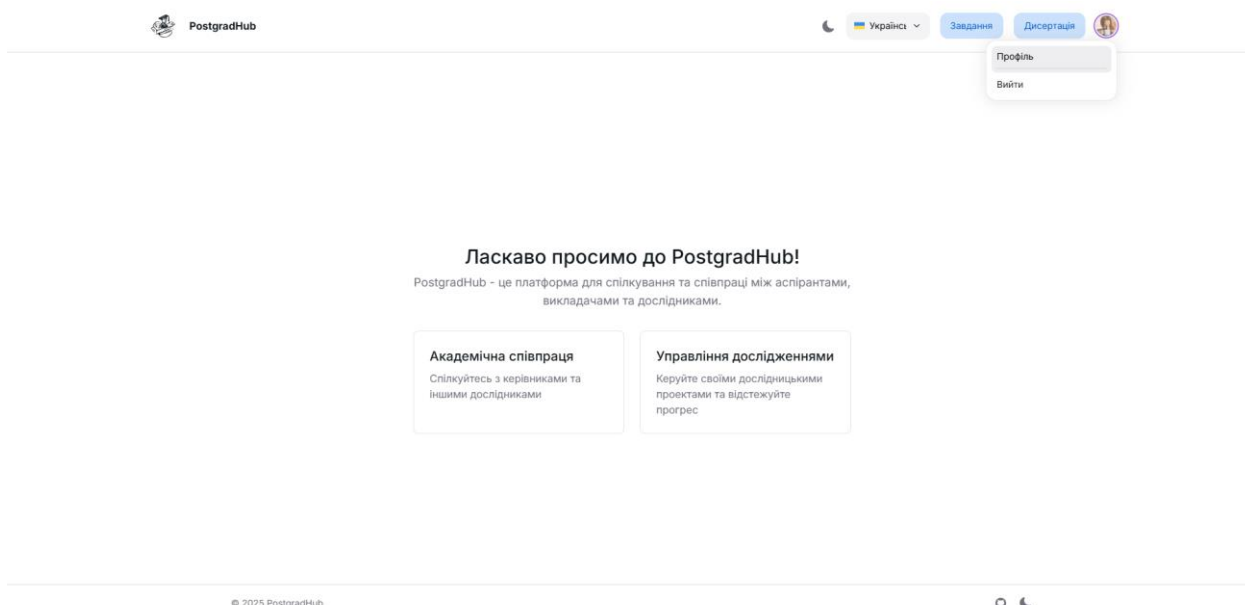 PostgradHub
Українсь
Завдання
Дисертація
Профіль
Вийти
Ласкаво просимо до PostgradHub!
PostgradHub - це платформа для спілкування та співпраці між аспірантами,
викладачами та дослідниками.
Академічна співпраця
Спілкуйтесь з керівниками та
іншими дослідниками
Управління дослідженнями
Керуйте своїми дослідницькими
проектами та відстежуйте
прогрес
© 2025 PostgradHub